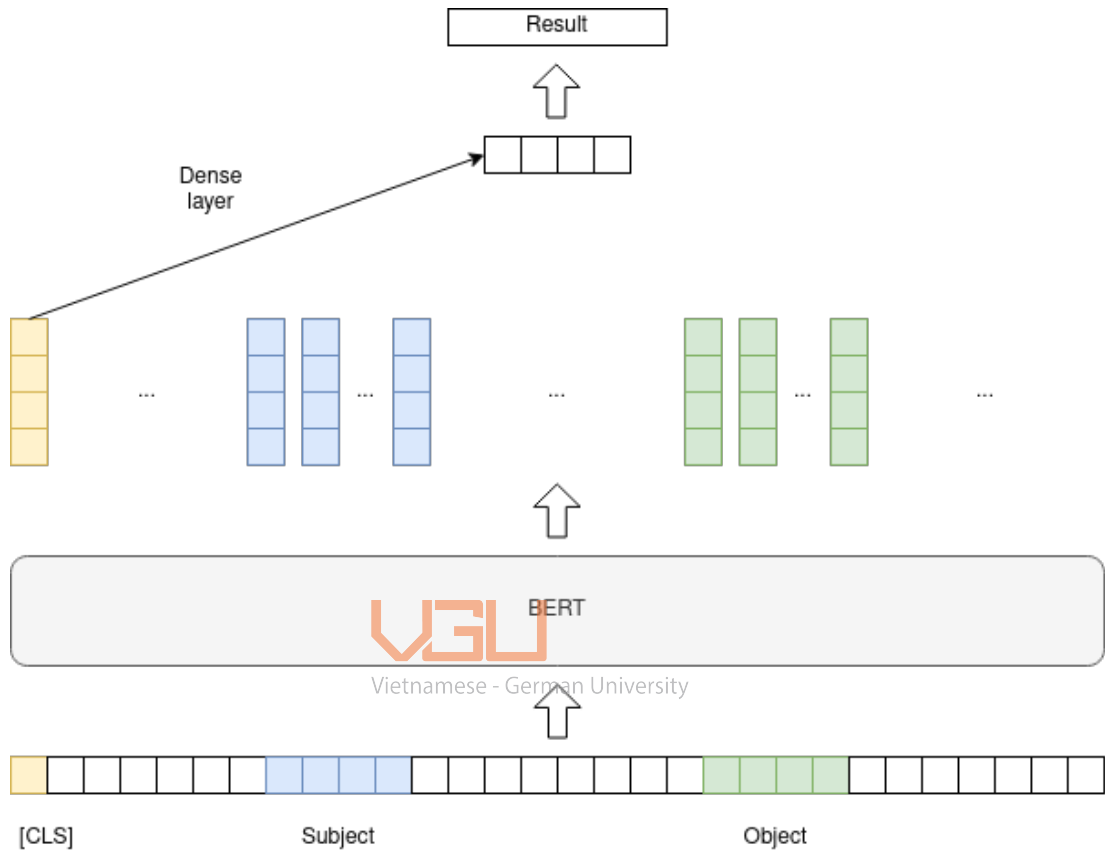 Result
Dense
layer
...
...
...
...
...
BERT
VGU
Vietnamese - German University
[CLS]
Subject
Object